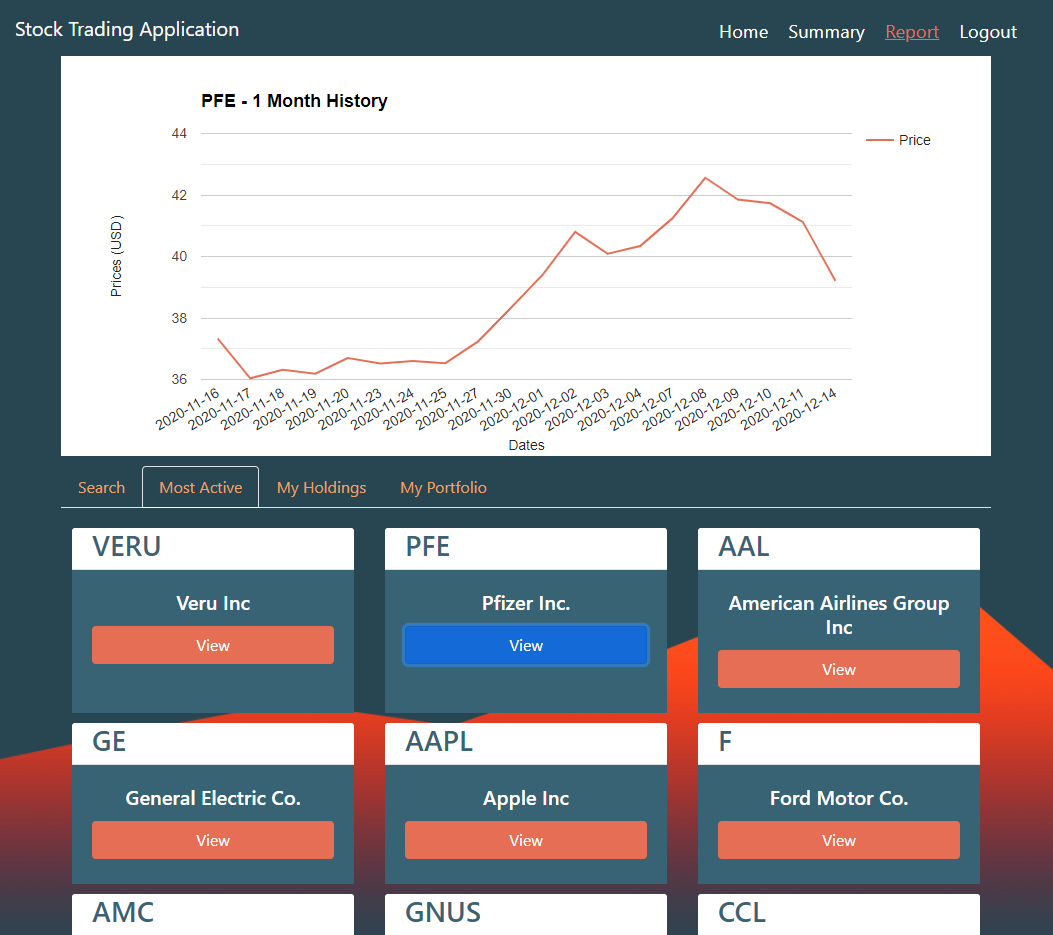 Stock Trading Application
Home Summary Report Logout
PFE - 1 Month History
Price
Prices (USD)
44
42
40
38
36
2020-11-16
2020-11-17
2020-11-18
2020-11-19
2020-11-20
2020-11-23
2020-11-24
2020-11-25
2020-11-27
2020-11-30
2020-12-01
2020-12-02
2020-12-03
2020-12-04
2020-12-07
2020-12-08
2020-12-09
2020-12-10
2020-12-11
2020-12-14
Dates
Search Most Active My Holdings My Portfolio
VERU
Veru Inc
View
PFE
Pfizer Inc.
View
AAL
American Airlines Group
Inc
View
GE
General Electric Co.
View
AAPL
Apple Inc
View
F
Ford Motor Co.
View
AMC
GNUS
CCL